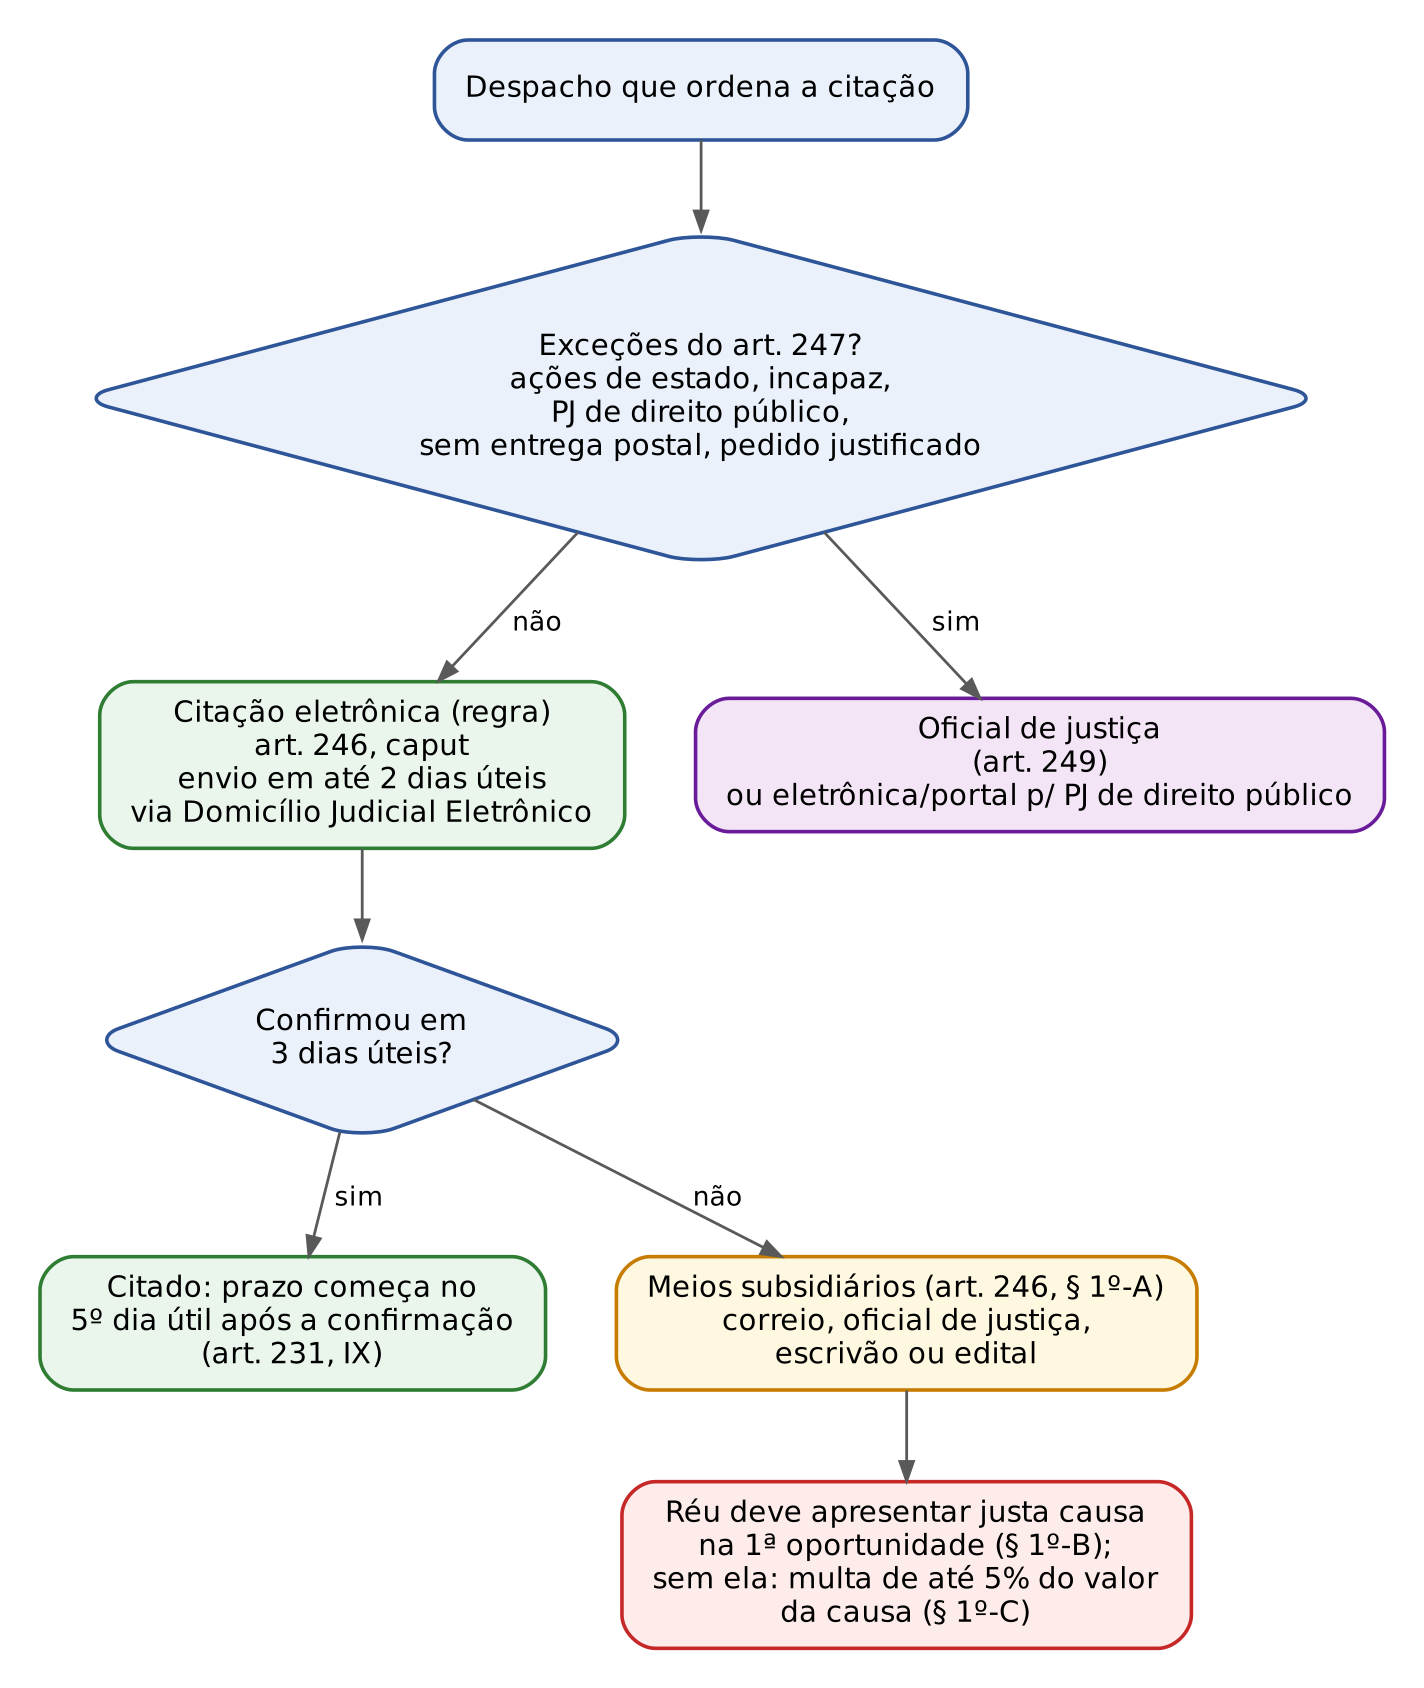 Despacho que ordena a citação
Exceções do art. 247?
ações de estado, incapaz,
PJ de direito público,
sem entrega postal, pedido justificado
não
sim
Citação eletrônica (regra)
art. 246, caput
envio em até 2 dias úteis
via Domicílio Judicial Eletrônico
Oficial de justiça
(art. 249)
ou eletrônica/portal p/ PJ de direito público
Confirmou em
3 dias úteis?
sim
não
Citado: prazo começa no
5º dia útil após a confirmação
(art. 231, IX)
Meios subsidiários (art. 246, § 1º-A)
correio, oficial de justiça,
escrivão ou edital
Réu deve apresentar justa causa
na 1ª oportunidade (§ 1º-B);
sem ela: multa de até 5% do valor
da causa (§ 1º-C)